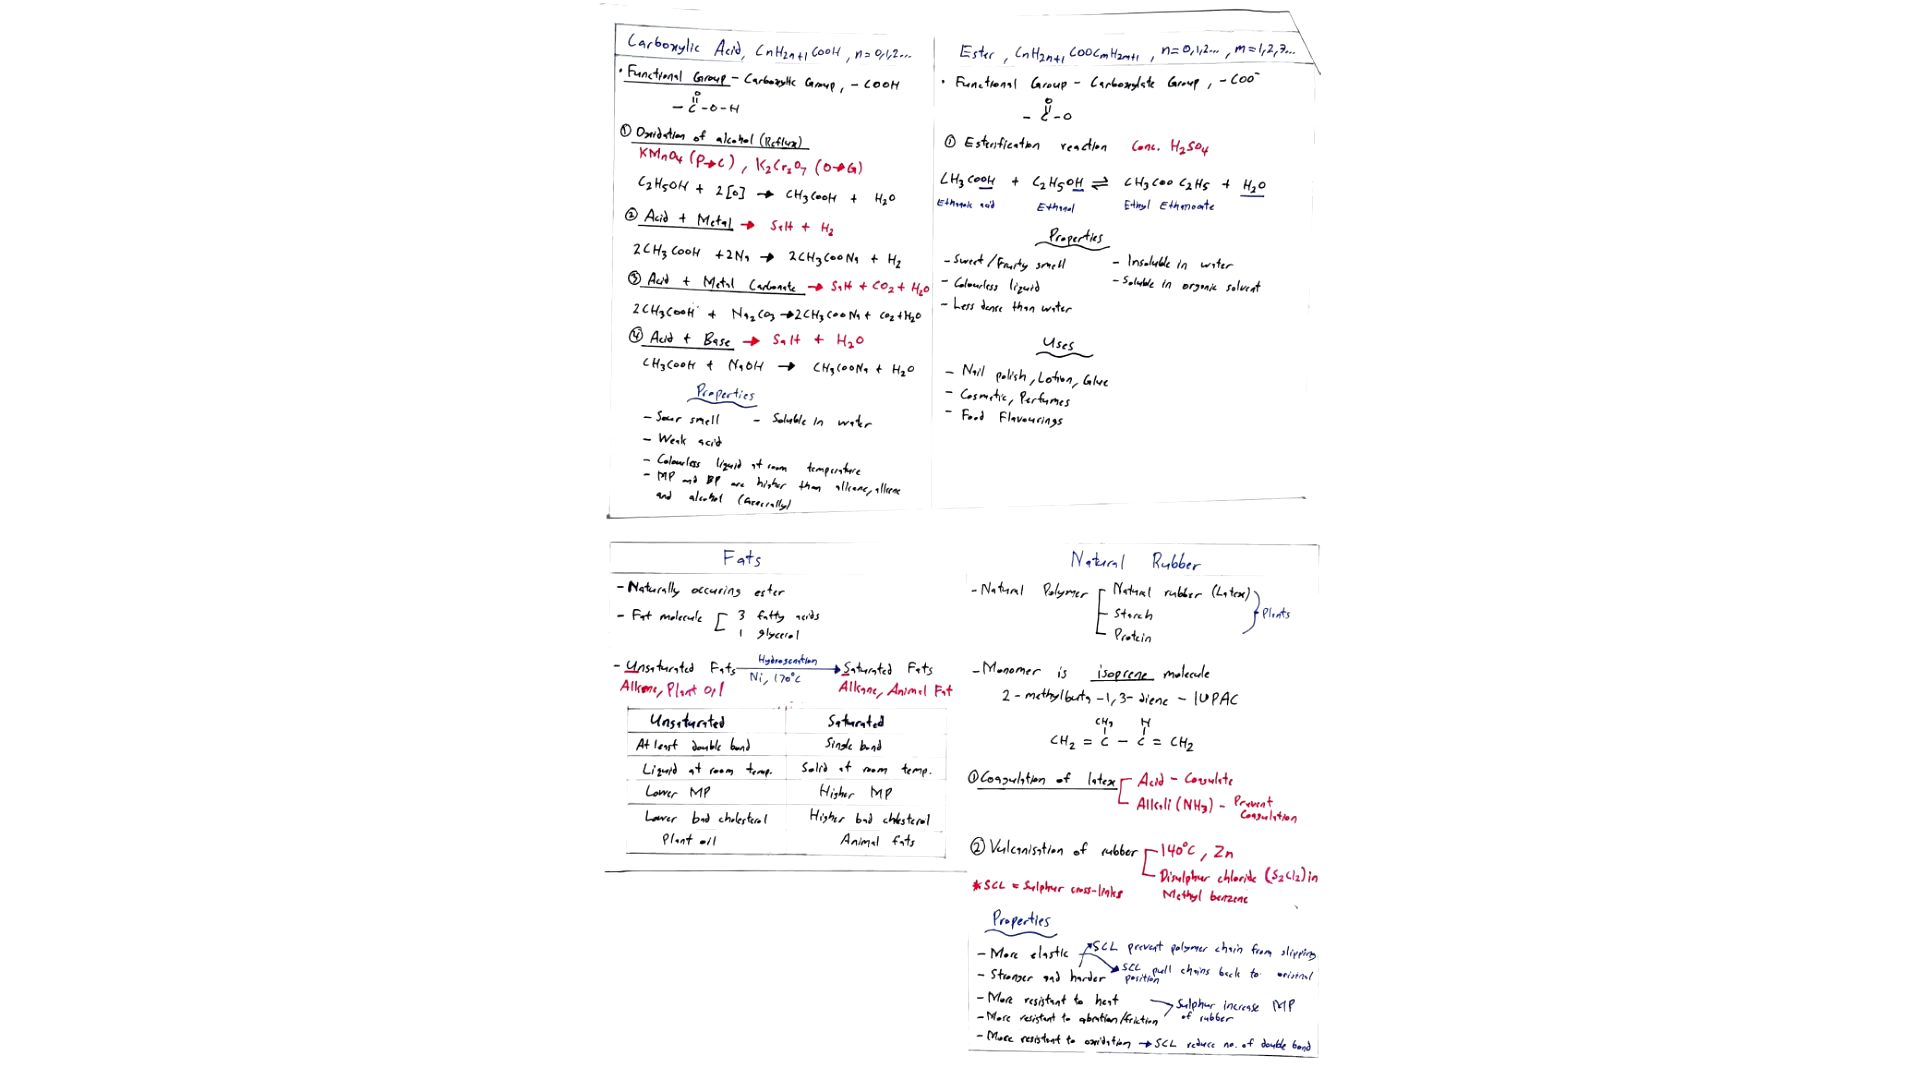 Carboxylic Acid, CnH2n+1 COOH, n=0,1,2...
• Functional Group - Carboxylic Group, - COOH
O
- C - O - H
① Oxidation of alcohol (Reflux)
KMnO4 (P→C), K2Cr2O7 (O→G)
C2H5OH + 2[O] → CH3COOH + H2O
② Acid + Metal → Salt + H2
2CH3COOH + 2Na → 2CH3COONa + H2
③ Acid + Metal Carbonate → Salt + CO2 + H2O
2CH3COOH + Na2CO3 → 2CH3COONa + CO2 + H2O
④ Acid + Base → Salt + H2O
CH3COOH + NaOH → CH3COONa + H2O
Properties
- Sour smell - Soluble in water
- Weak acid
- Colourless liquid at room temperature
- MP and BP are higher than alkane, alkene
and alcohol (Generally)
Ester, CnH2n+1 COOCmH2m+1, n=0,1,2..., m=1,2,3...
• Functional Group - Carboxylate Group, - COO-
O
- C - O
① Esterification reaction Conc. H2SO4
CH3COOH + C2H5OH ⇌ CH3COO C2H5 + H2O
Ethanoic acid Ethanol Ethyl Ethanoate
Properties
- Sweet / Fruity smell - Insoluble in water
- Colourless liquid - Soluble in organic solvent
- Less dense than water
Uses
- Nail polish, Lotion, Glue
- Cosmetic, Perfumes
- Food Flavourings
Fats
- Naturally occuring ester
- Fat molecule 3 fatty acids
1 glycerol
- Unsaturated Fats Hydrogenation Saturated Fats
Ni, 170°C
Alkene, Plant Oil Alkane, Animal Fat
Unsaturated Saturated
At least double bond Single bond
Liquid at room temp. Solid at room temp.
Lower MP Higher MP
Lower bad cholesterol Higher bad cholesterol
Plant oil Animal fats
Natural Rubber
- Natural Polymer Natural rubber (Latex)
Starch Plants
Protein
- Monomer is isoprene molecule
2 - methylbuta - 1,3 - diene - IUPAC
CH3 H
CH2 = C - C = CH2
① Coagulation of latex Acid - Coagulate
Alkali (NH3) - Prevent
Coagulation
② Vulcanisation of rubber 140°C, Zn
Disulphur chloride (S2Cl2) in
Methyl benzene
*SCL = Sulphur cross-links
Properties
- More elastic SCL prevent polymer chain from slipping
- Stronger and harder SCL pull chains back to original
position
- More resistant to heat Sulphur increase MP
of rubber
- More resistant to abration/friction
- More resistant to oxidation → SCL reduce no. of double bond